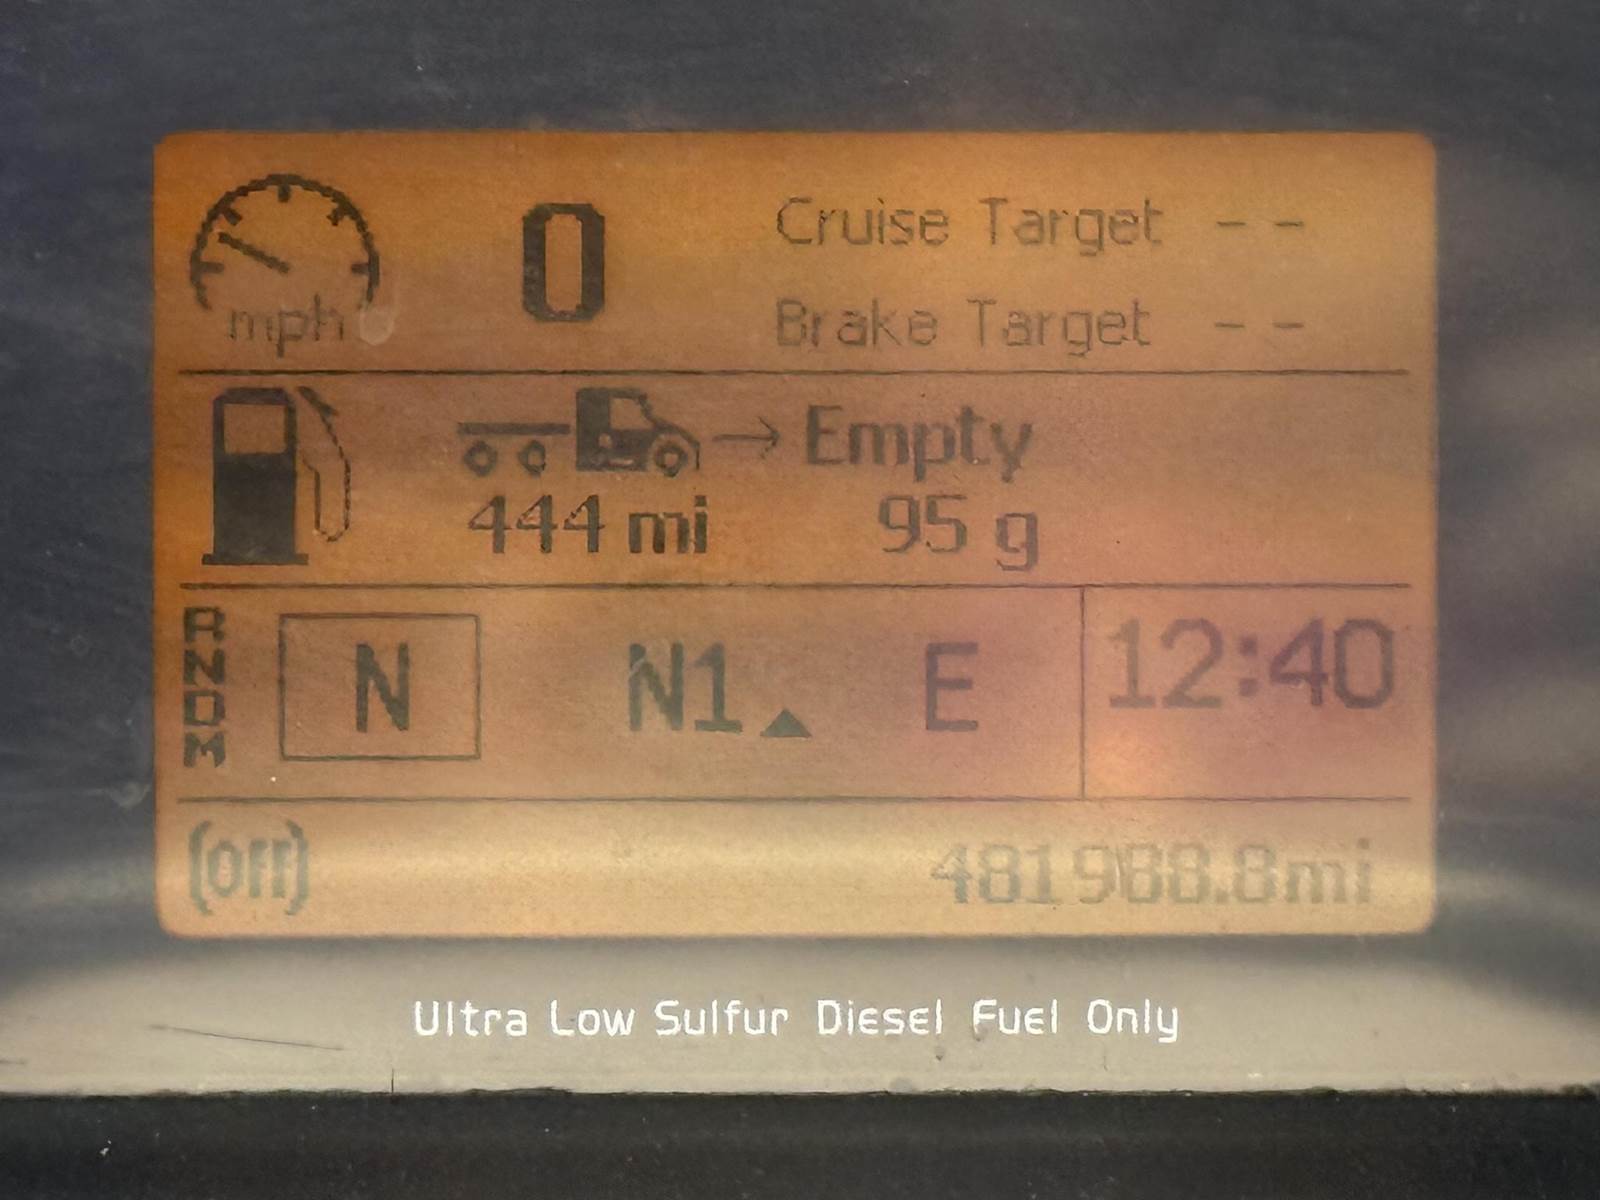 0 Cruise Target --
mph Brake Target --
Empty
444 mi 95 g
R
N
D
M
N N1 E 12:40
(off) 481988.8mi
Ultra Low Sulfur Diesel Fuel Only